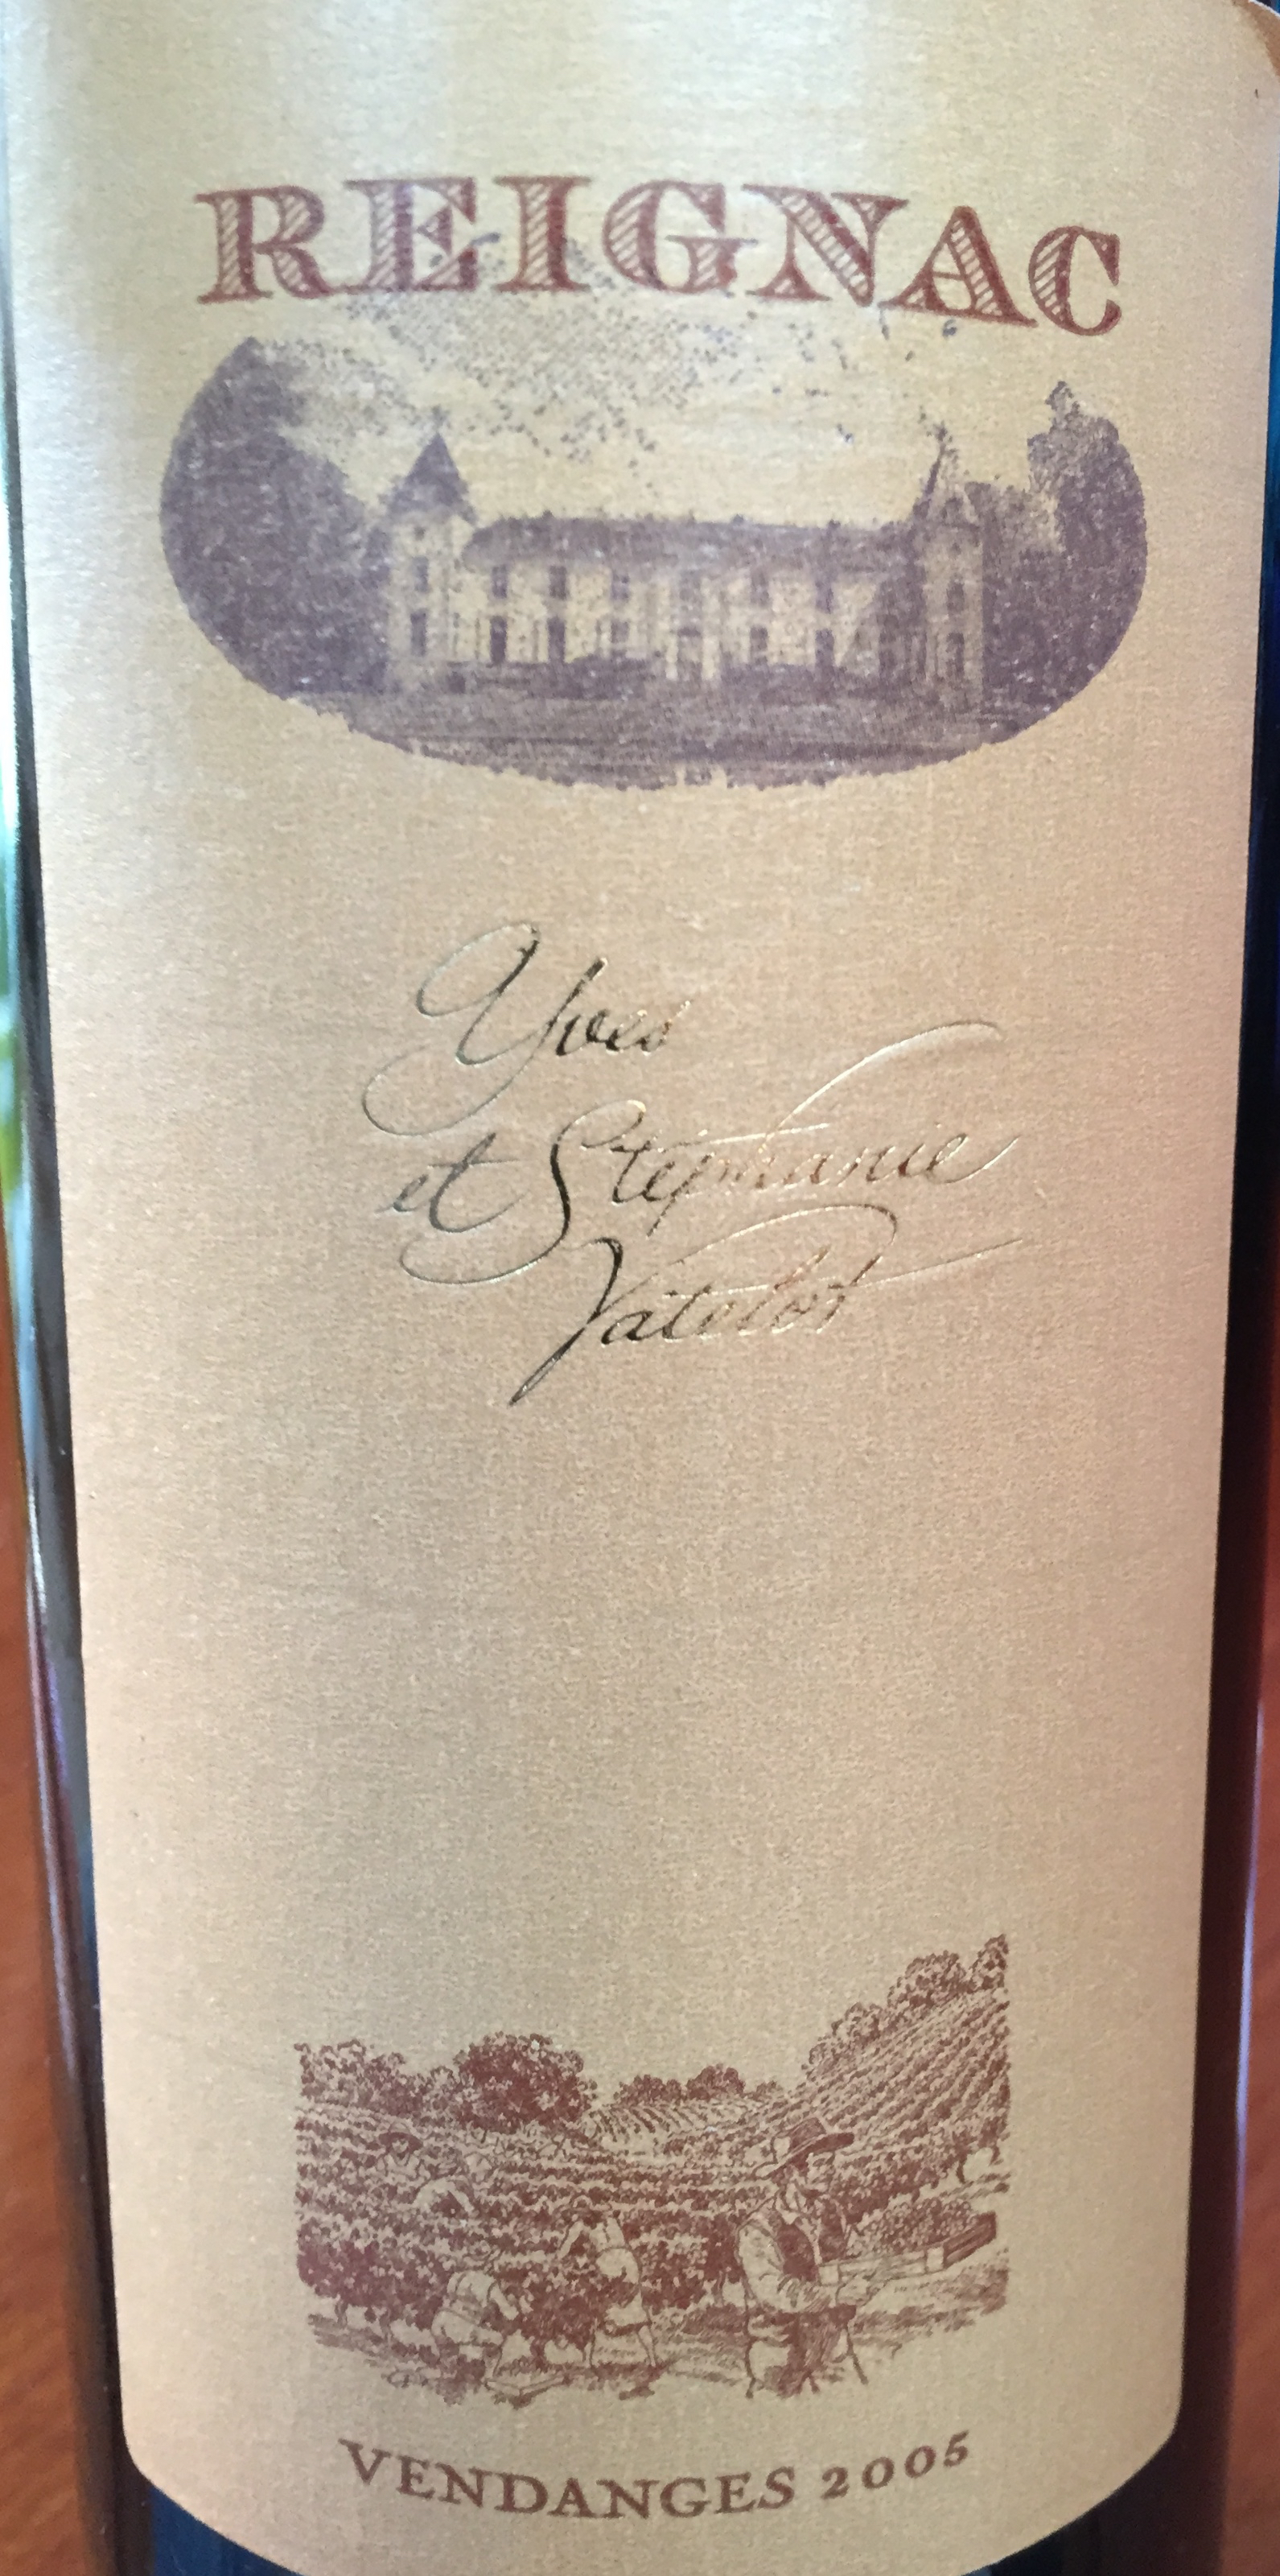 REIGNAC
Yves
et Stéphanie
Vatelot
VENDANGES 2005